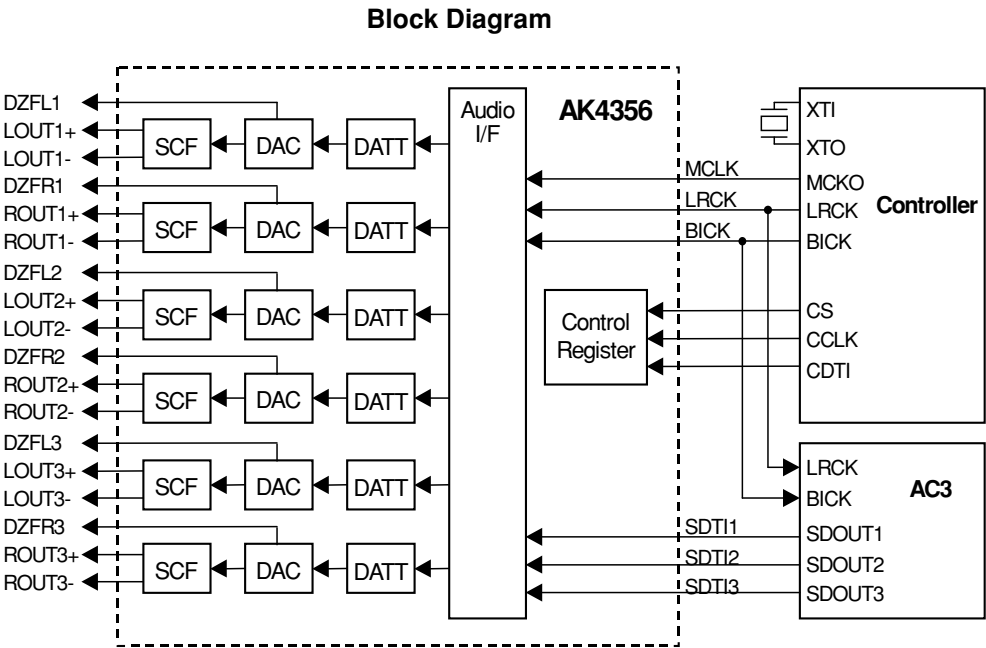 Block Diagram
AK4356
Audio
I/F
DZFL1
LOUT1+
LOUT1-
SCF
DAC
DATT
DZFR1
ROUT1+
ROUT1-
SCF
DAC
DATT
DZFL2
LOUT2+
LOUT2-
SCF
DAC
DATT
DZFR2
ROUT2+
ROUT2-
SCF
DAC
DATT
DZFL3
LOUT3+
LOUT3-
SCF
DAC
DATT
DZFR3
ROUT3+
ROUT3-
SCF
DAC
DATT
MCLK
LRCK
BICK
Control
Register
SDTI1
SDTI2
SDTI3
XTI
XTO
MCKO
LRCK
BICK
Controller
CS
CCLK
CDTI
LRCK
BICK
AC3
SDOUT1
SDOUT2
SDOUT3